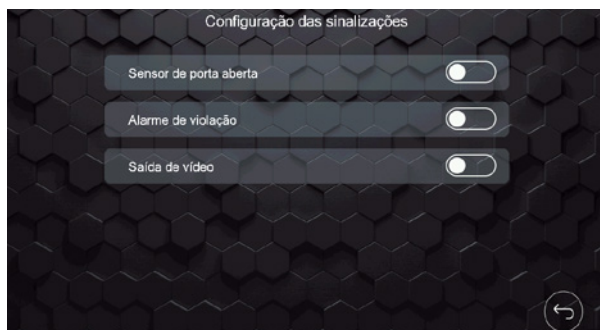 Configuração das sinalizações
Sensor de porta aberta
Alarme de violação
Saída de vídeo